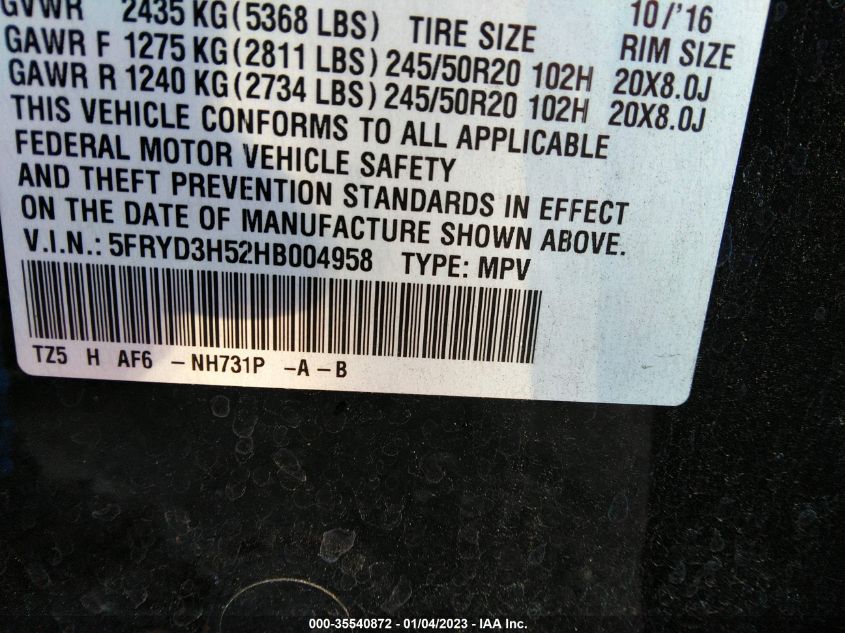 GVWR 2435 KG (5368 LBS) TIRE SIZE 10/'16
GAWR F 1275 KG (2811 LBS) 245/50R20 102H RIM SIZE 20X8.0J
GAWR R 1240 KG (2734 LBS) 245/50R20 102H 20X8.0J
THIS VEHICLE CONFORMS TO ALL APPLICABLE
FEDERAL MOTOR VEHICLE SAFETY
AND THEFT PREVENTION STANDARDS IN EFFECT
ON THE DATE OF MANUFACTURE SHOWN ABOVE.
V.I.N.: 5FRYD3H52HB004958 TYPE: MPV
TZ5 H AF6 – NH731P – A – B
000-35540872 — 01/04/2023 — IAA Inc.